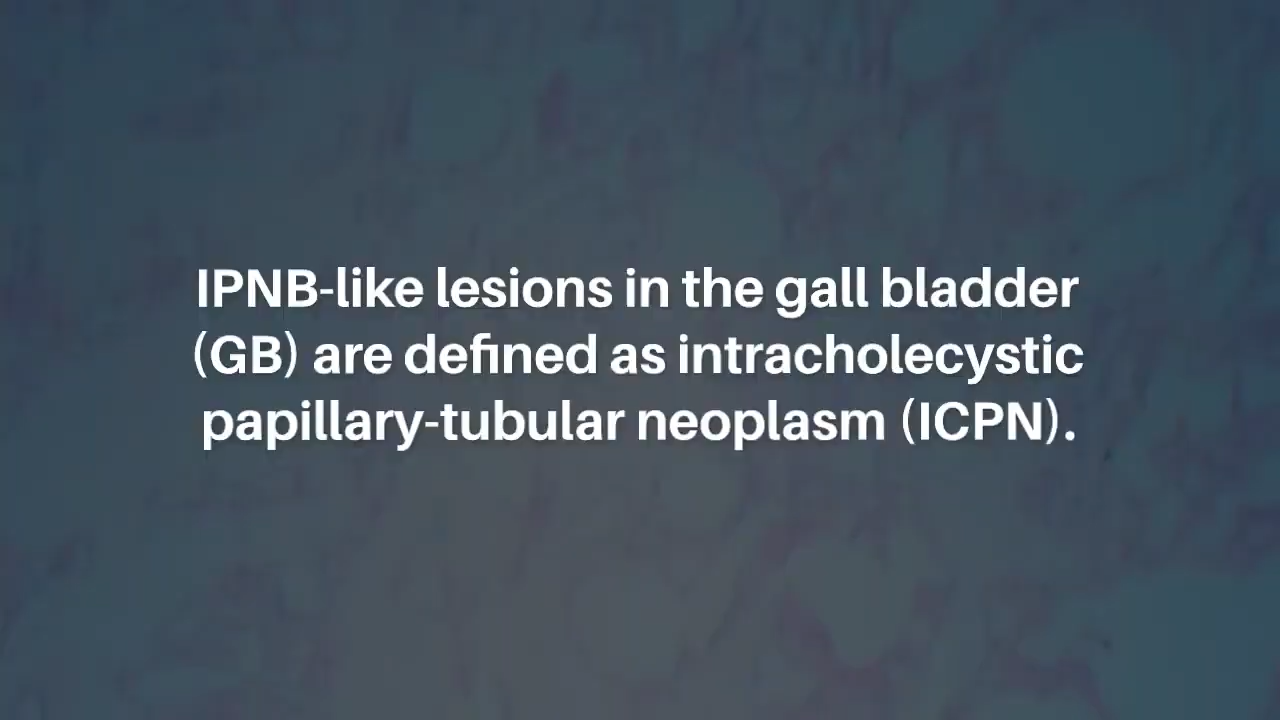 IPNB-like lesions in the gall bladder
(GB) are defined as intracholecystic
papillary-tubular neoplasm (ICPN).